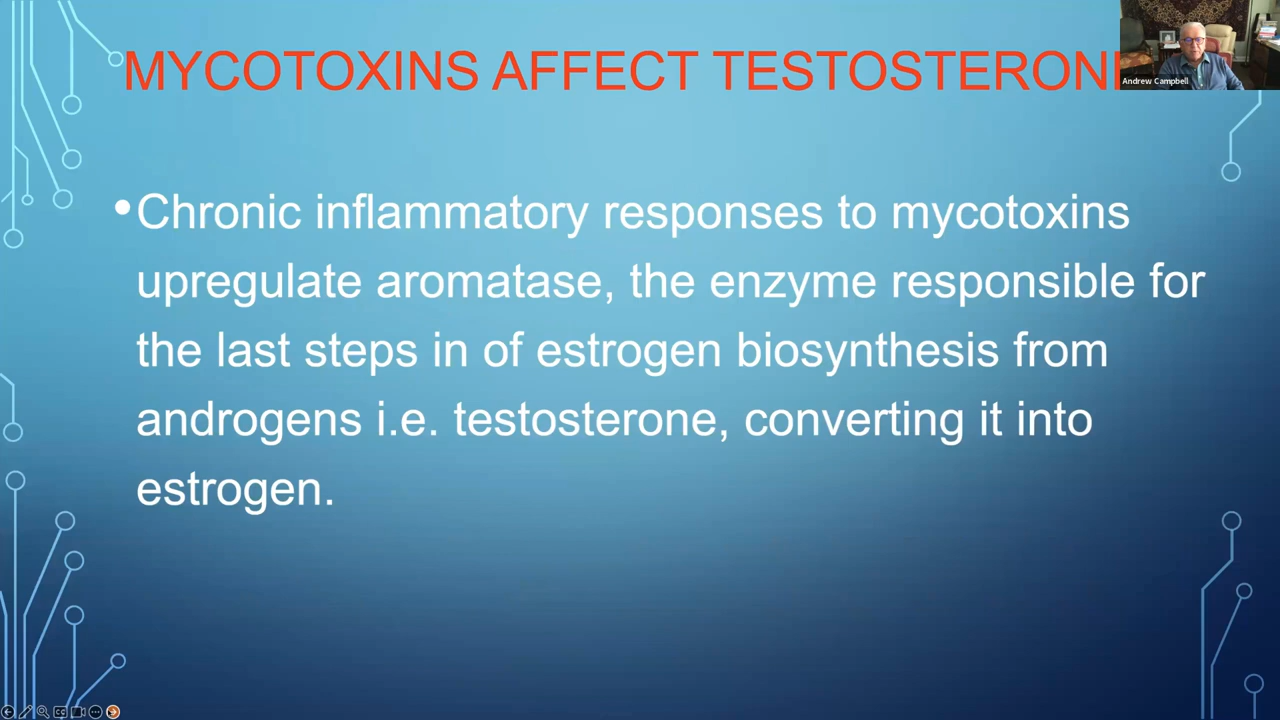 MYCOTOXINS AFFECT TESTOSTERON
Andrew Campbell
•Chronic inflammatory responses to mycotoxins
upregulate aromatase, the enzyme responsible for
the last steps in of estrogen biosynthesis from
androgens i.e. testosterone, converting it into
estrogen.